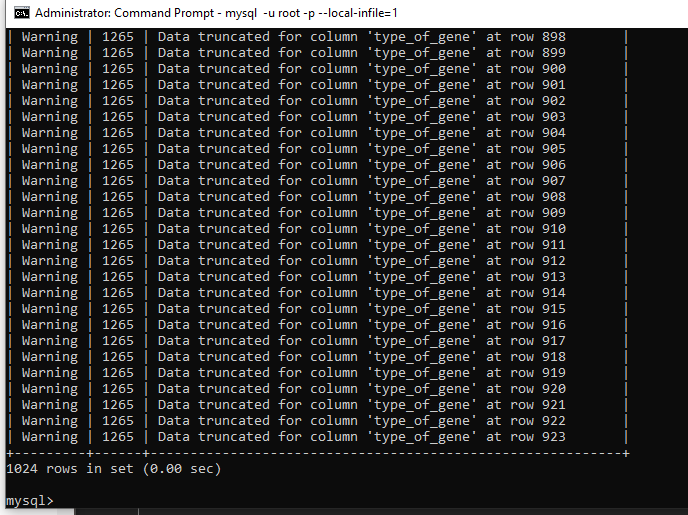 Administrator: Command Prompt - mysql  -u root -p --local-infile=1
| Warning | 1265 | Data truncated for column 'type_of_gene' at row 898       |
| Warning | 1265 | Data truncated for column 'type_of_gene' at row 899       |
| Warning | 1265 | Data truncated for column 'type_of_gene' at row 900       |
| Warning | 1265 | Data truncated for column 'type_of_gene' at row 901       |
| Warning | 1265 | Data truncated for column 'type_of_gene' at row 902       |
| Warning | 1265 | Data truncated for column 'type_of_gene' at row 903       |
| Warning | 1265 | Data truncated for column 'type_of_gene' at row 904       |
| Warning | 1265 | Data truncated for column 'type_of_gene' at row 905       |
| Warning | 1265 | Data truncated for column 'type_of_gene' at row 906       |
| Warning | 1265 | Data truncated for column 'type_of_gene' at row 907       |
| Warning | 1265 | Data truncated for column 'type_of_gene' at row 908       |
| Warning | 1265 | Data truncated for column 'type_of_gene' at row 909       |
| Warning | 1265 | Data truncated for column 'type_of_gene' at row 910       |
| Warning | 1265 | Data truncated for column 'type_of_gene' at row 911       |
| Warning | 1265 | Data truncated for column 'type_of_gene' at row 912       |
| Warning | 1265 | Data truncated for column 'type_of_gene' at row 913       |
| Warning | 1265 | Data truncated for column 'type_of_gene' at row 914       |
| Warning | 1265 | Data truncated for column 'type_of_gene' at row 915       |
| Warning | 1265 | Data truncated for column 'type_of_gene' at row 916       |
| Warning | 1265 | Data truncated for column 'type_of_gene' at row 917       |
| Warning | 1265 | Data truncated for column 'type_of_gene' at row 918       |
| Warning | 1265 | Data truncated for column 'type_of_gene' at row 919       |
| Warning | 1265 | Data truncated for column 'type_of_gene' at row 920       |
| Warning | 1265 | Data truncated for column 'type_of_gene' at row 921       |
| Warning | 1265 | Data truncated for column 'type_of_gene' at row 922       |
| Warning | 1265 | Data truncated for column 'type_of_gene' at row 923       |
+---------+------+-----------------------------------------------------------+
1024 rows in set (0.00 sec)
mysql>